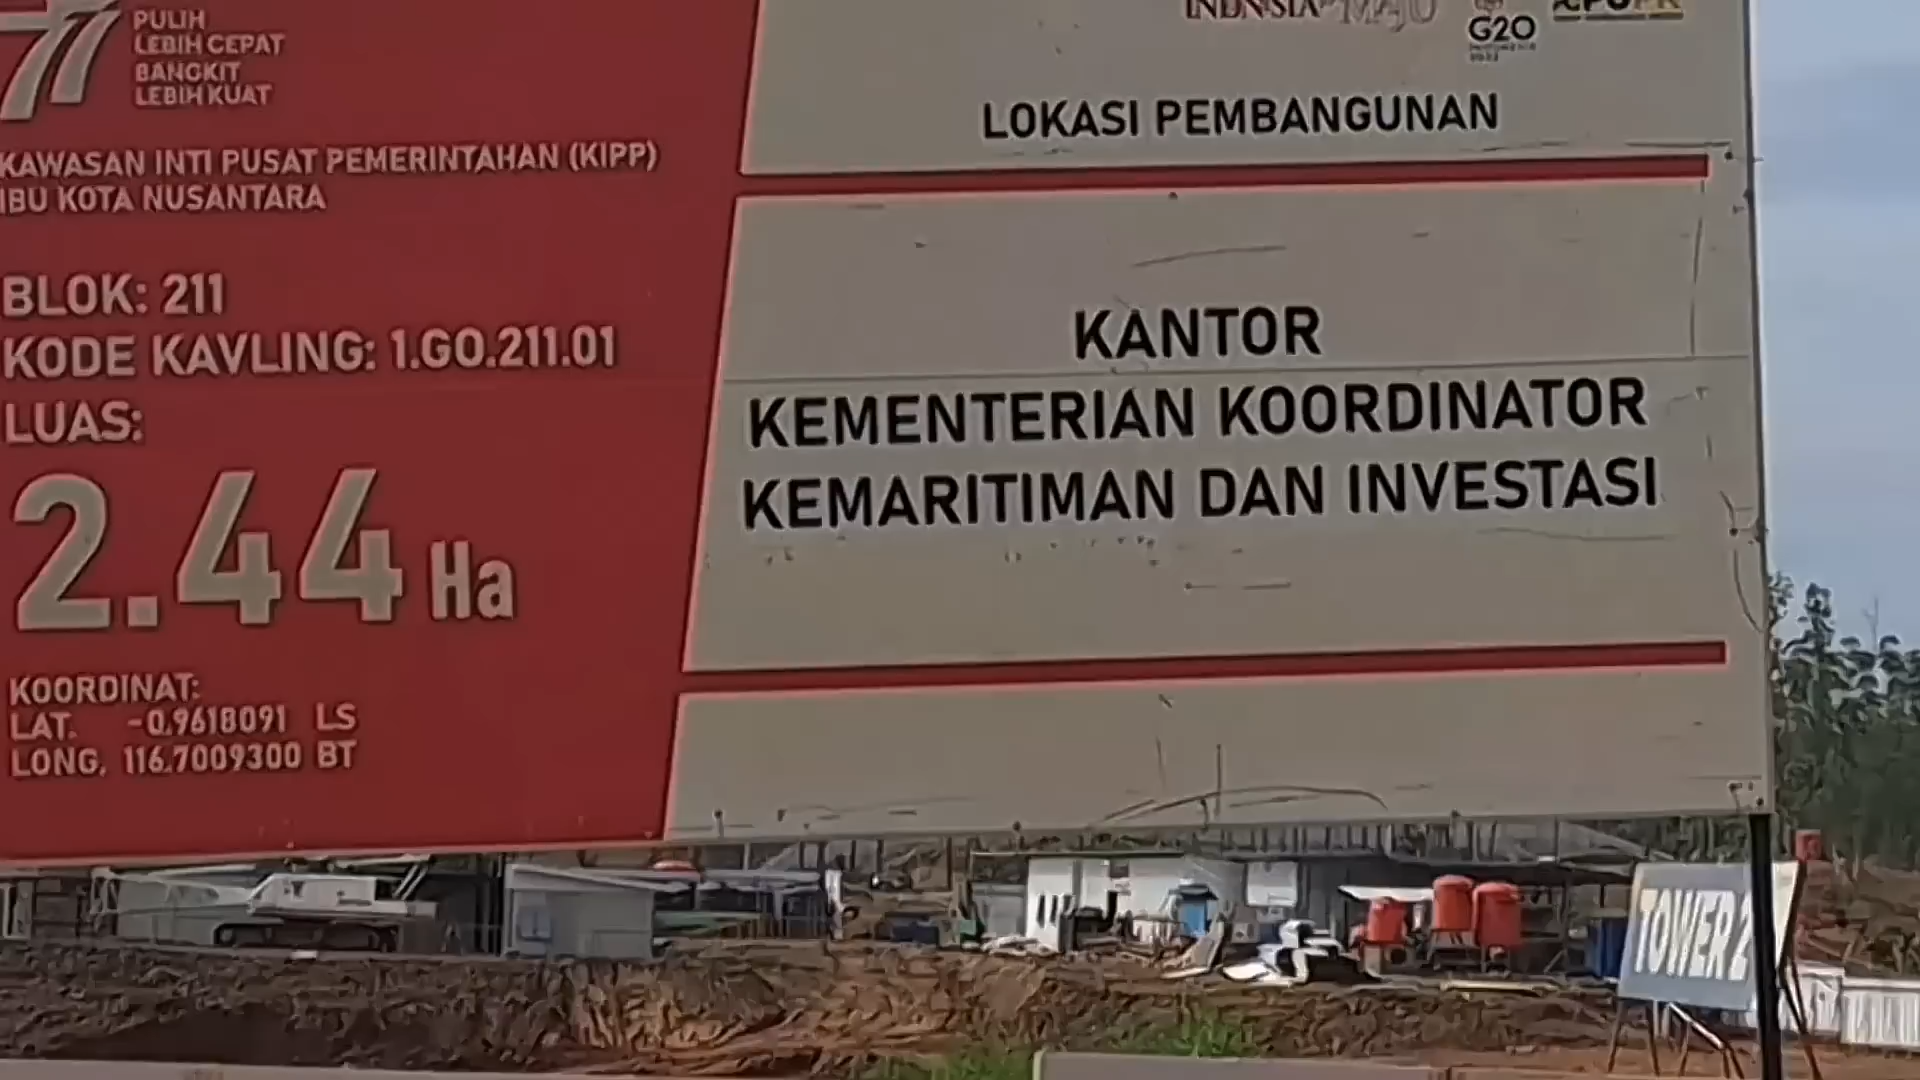 77
PULIH
LEBIH CEPAT
BANGKIT
LEBIH KUAT
KAWASAN INTI PUSAT PEMERINTAHAN (KIPP)
IBU KOTA NUSANTARA
BLOK: 211
KODE KAVLING: 1.GO.211.01
LUAS:
2.44 Ha
KOORDINAT:
LAT. -0.9618091 LS
LONG, 116.7009300 BT
G20
LOKASI PEMBANGUNAN
KANTOR
KEMENTERIAN KOORDINATOR
KEMARITIMAN DAN INVESTASI
TOWER 2